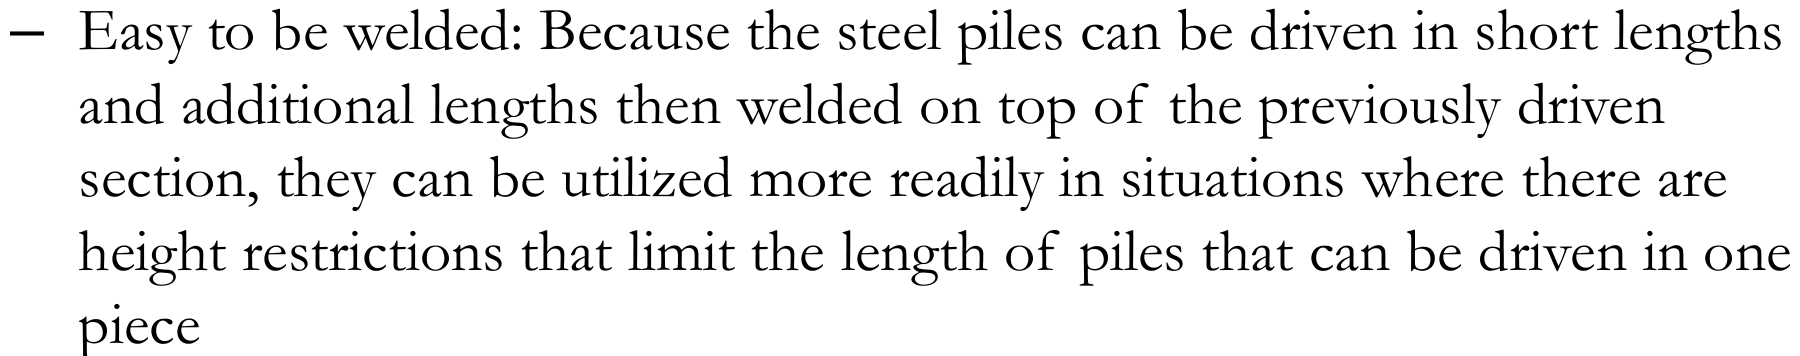 – Easy to be welded: Because the steel piles can be driven in short lengths
and additional lengths then welded on top of the previously driven
section, they can be utilized more readily in situations where there are
height restrictions that limit the length of piles that can be driven in one
piece